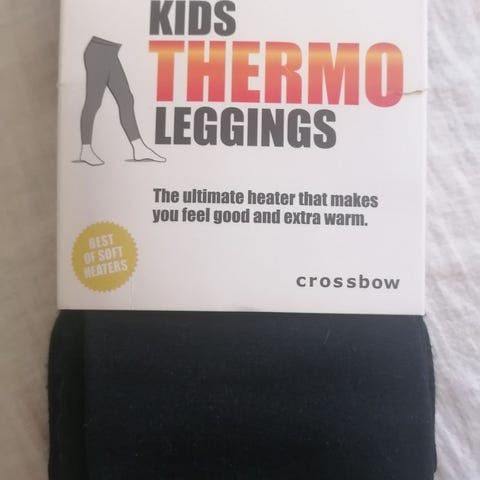 KIDS
THERMO
LEGGINGS
The ultimate heater that makes
you feel good and extra warm.
BEST
OF SOFT
HEATERS
crossbow